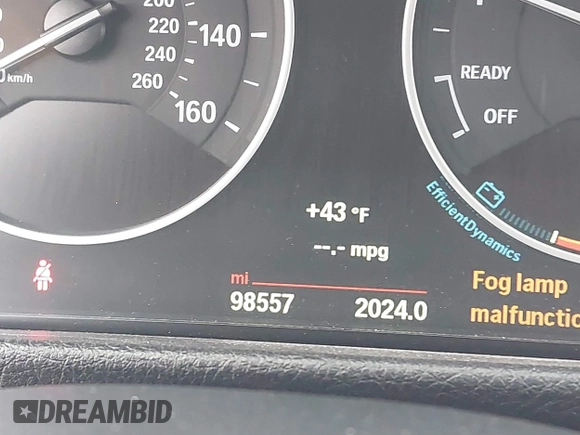 200
220
240
260
km/h
140
160
READY
OFF
EfficientDynamics
+43 °F
--.- mpg
mi
98557 2024.0
Fog lamp
malfunctio
DREAMBID